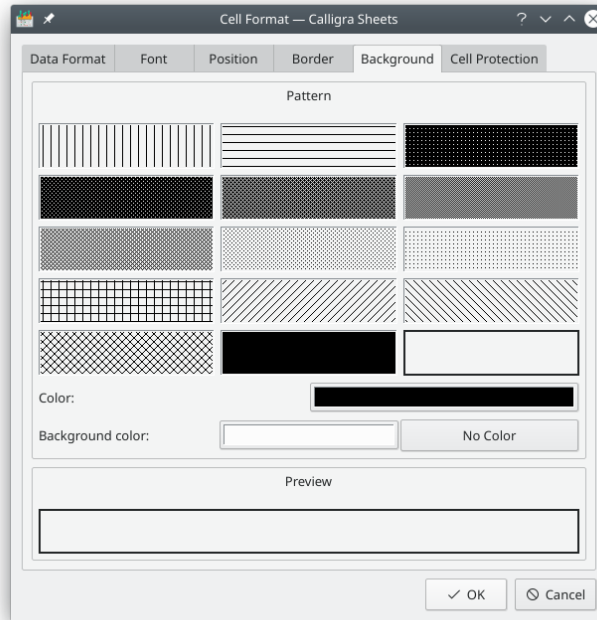 Cell Format — Calligra Sheets
Data Format Font Position Border Background Cell Protection
Pattern
Color:
Background color: No Color
Preview
OK Cancel